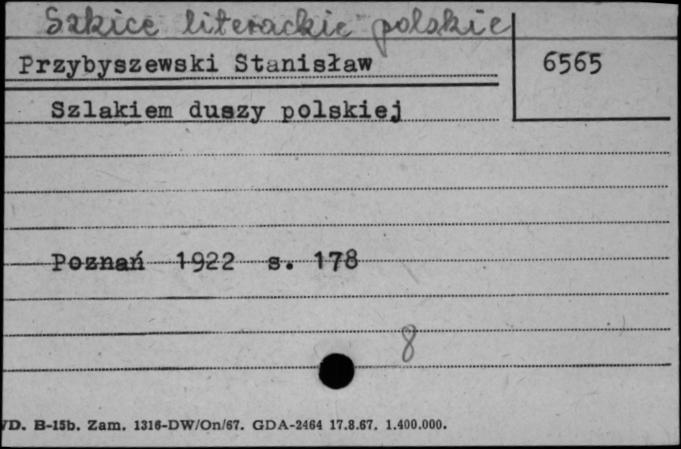 Szkice literackie polskie
Przybyszewski Stanisław
6565
Szlakiem duszy polskiej
Poznań 1922 s. 178
8
VD. B-15b. Zam. 1316-DW/On/67. GDA-2464 17.8.67. 1.400.000.